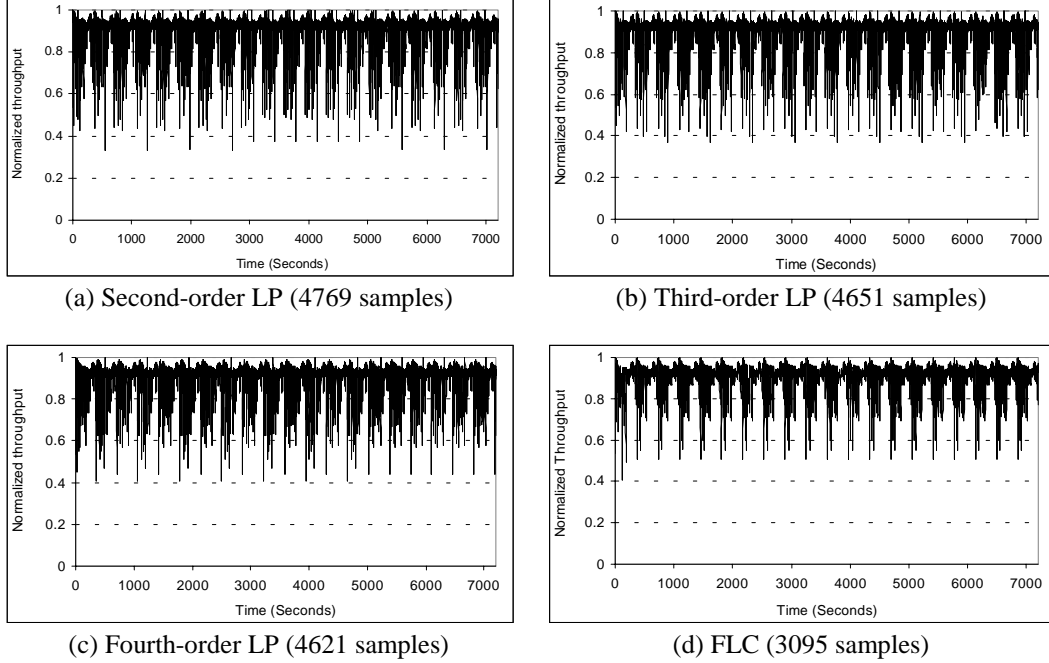 Normalized throughput
1
0.8
0.6
0.4
0.2
0
0 1000 2000 3000 4000 5000 6000 7000
Time (Seconds)
(a) Second-order LP (4769 samples)
Normalized throughput
1
0.8
0.6
0.4
0.2
0
0 1000 2000 3000 4000 5000 6000 7000
Time (Seconds)
(b) Third-order LP (4651 samples)
Normalized throughput
1
0.8
0.6
0.4
0.2
0
0 1000 2000 3000 4000 5000 6000 7000
Time (Seconds)
(c) Fourth-order LP (4621 samples)
Normalized Throughput
1
0.8
0.6
0.4
0.2
0
0 1000 2000 3000 4000 5000 6000 7000
Time (Seconds)
(d) FLC (3095 samples)